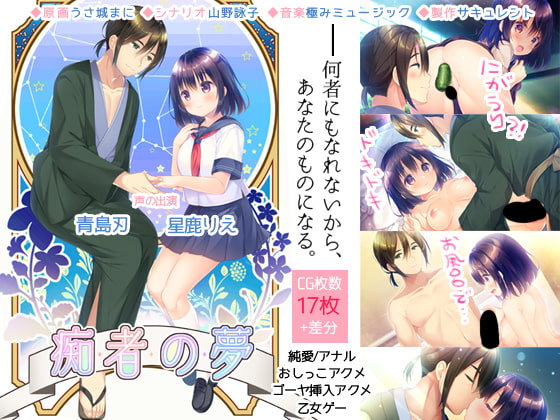 ◆原画うさ城まに ◆シナリオ山野詠子 ◆音楽極みミュージック ◆製作サキュレント
何者にもなれないから、
あなたのものになる。
声の出演
青島刃 星鹿りえ
痴者の夢
CG枚数
17枚
+差分
純愛/アナル
おしっこアクメ
ゴーヤ挿入アクメ
乙女ゲー
にがうり?!
ドキドキ
お風呂で…